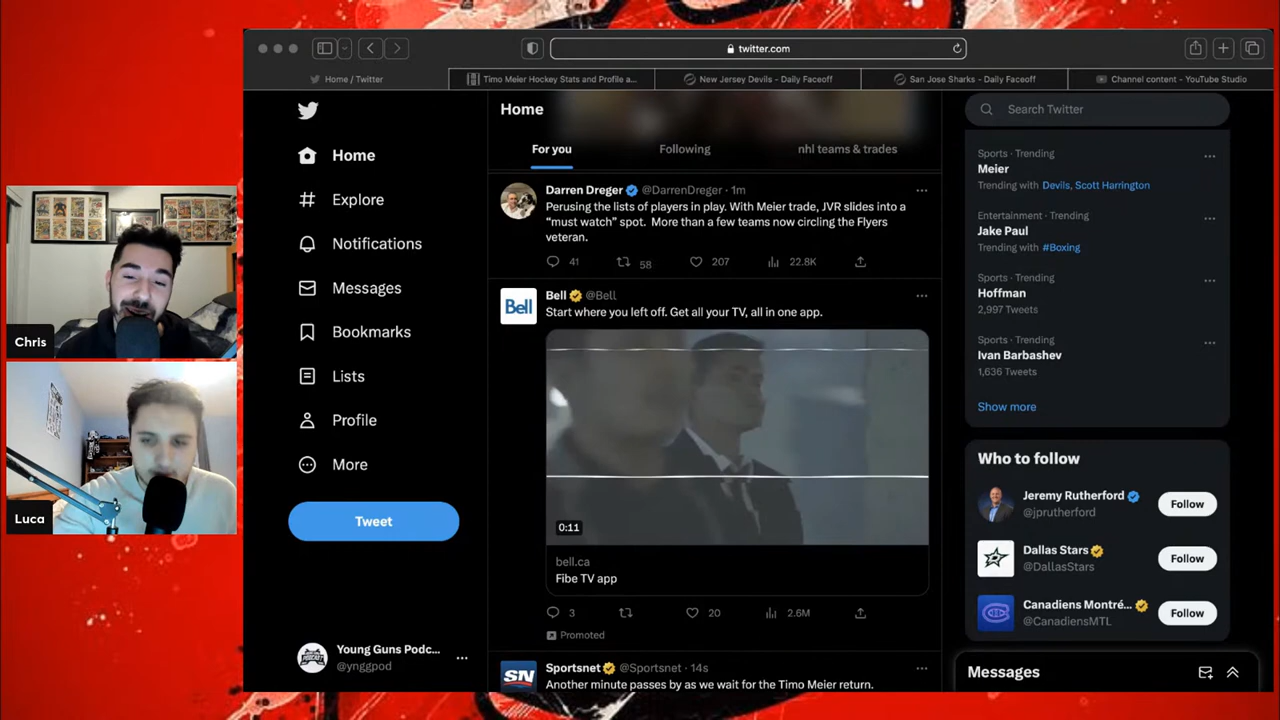 twitter.com
Home / Twitter
Timo Meier Hockey Stats and Profile a...
New Jersey Devils - Daily Faceoff
San Jose Sharks - Daily Faceoff
Channel content - YouTube Studio
Home
Explore
Notifications
Messages
Bookmarks
Lists
Profile
More
Tweet
Young Guns Podc...
@ynggpod
Home
For you
Following
nhl teams & trades
Darren Dreger @DarrenDreger · 1m
Perusing the lists of players in play. With Meier trade, JVR slides into a
“must watch” spot. More than a few teams now circling the Flyers
veteran.
41 58 207 22.8K
Bell @Bell
Start where you left off. Get all your TV, all in one app.
Bell
0:11
bell.ca
Fibe TV app
3 20 2.6M
Promoted
SN
Sportsnet @Sportsnet · 14s
Another minute passes by as we wait for the Timo Meier return.
Search Twitter
Sports · Trending
Meier
Trending with Devils, Scott Harrington
Entertainment · Trending
Jake Paul
Trending with #Boxing
Sports · Trending
Hoffman
2,997 Tweets
Sports · Trending
Ivan Barbashev
1,636 Tweets
Show more
Who to follow
Jeremy Rutherford
@jprutherford
Follow
Dallas Stars
@DallasStars
Follow
Canadiens Montré...
@CanadiensMTL
Follow
Messages
Chris
Luca